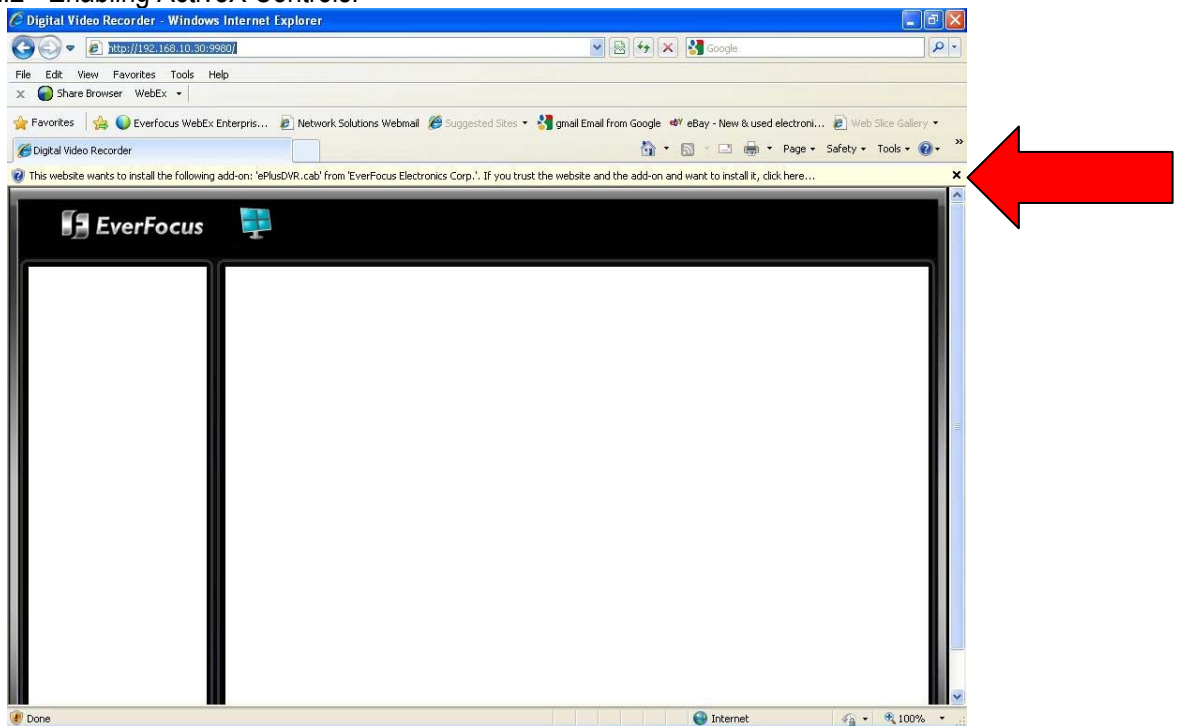 Enabling ActiveX Controls:
Digital Video Recorder - Windows Internet Explorer
http://192.168.10.30:9980/
Google
File Edit View Favorites Tools Help
x Share Browser WebEx
Favorites Everfocus WebEx Enterpris... Network Solutions Webmail Suggested Sites gmail Email from Google eBay - New & used electroni... Web Slice Gallery »
Digital Video Recorder Page Safety Tools »
This website wants to install the following add-on: 'ePlusDVR.cab' from 'EverFocus Electronics Corp.'. If you trust the website and the add-on and want to install it, click here...
EverFocus
Done Internet 100%